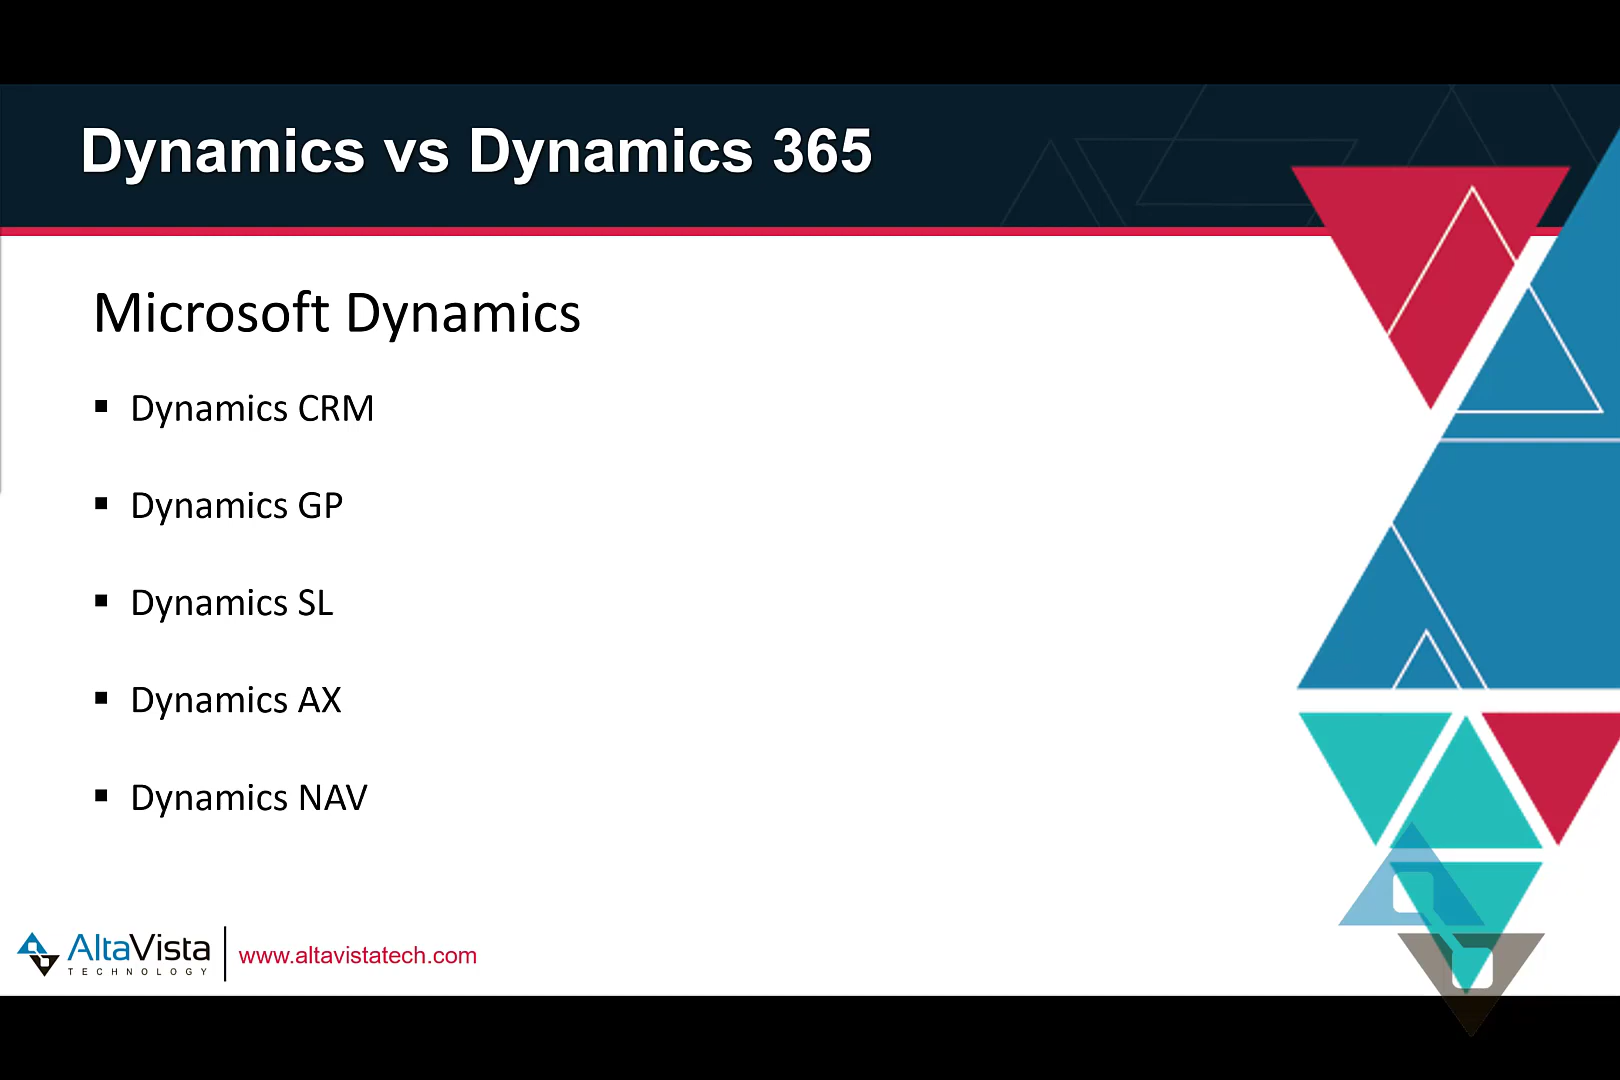 Dynamics vs Dynamics 365
Microsoft Dynamics
▪ Dynamics CRM
▪ Dynamics GP
▪ Dynamics SL
▪ Dynamics AX
▪ Dynamics NAV
AltaVista
TECHNOLOGY
www.altavistatech.com